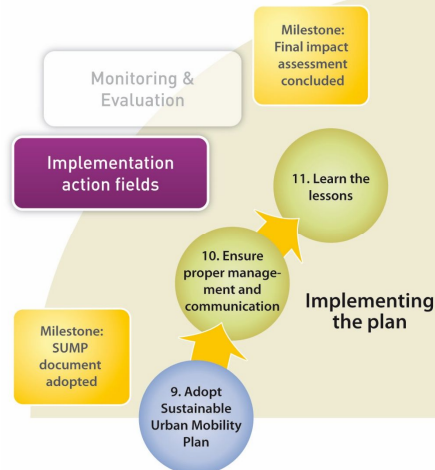 Milestone:
Final impact
assessment
concluded
Monitoring &
Evaluation
Implementation
action fields
11. Learn the
lessons
10. Ensure
proper manage-
ment and
communication
Implementing
the plan
Milestone:
SUMP
document
adopted
9. Adopt
Sustainable
Urban Mobility
Plan